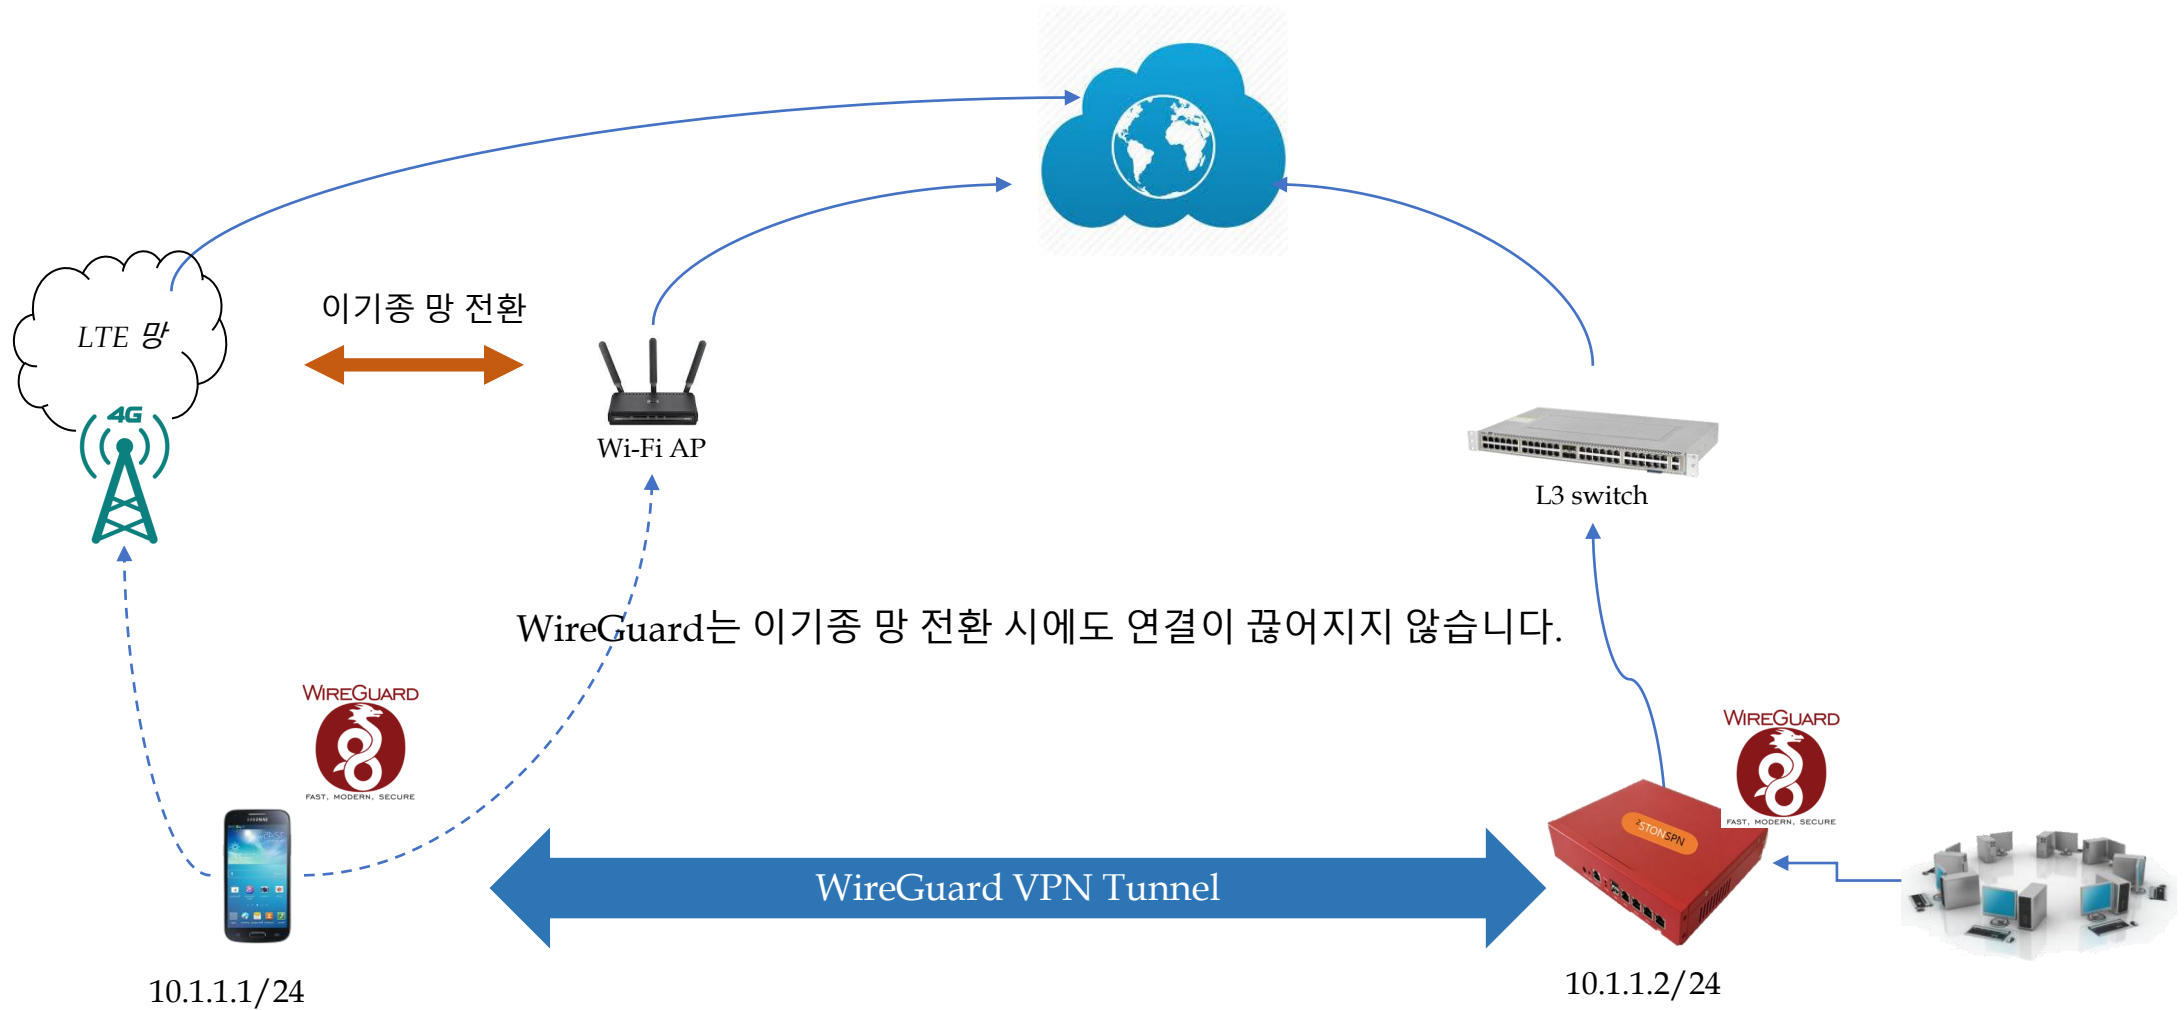 이기종 망 전환
LTE 망
4G
Wi-Fi AP
L3 switch
WireGuard는 이기종 망 전환 시에도 연결이 끊어지지 않습니다.
WIREGUARD
FAST, MODERN, SECURE
WIREGUARD
FAST, MODERN, SECURE
STONSPN
WireGuard VPN Tunnel
10.1.1.1/24
10.1.1.2/24